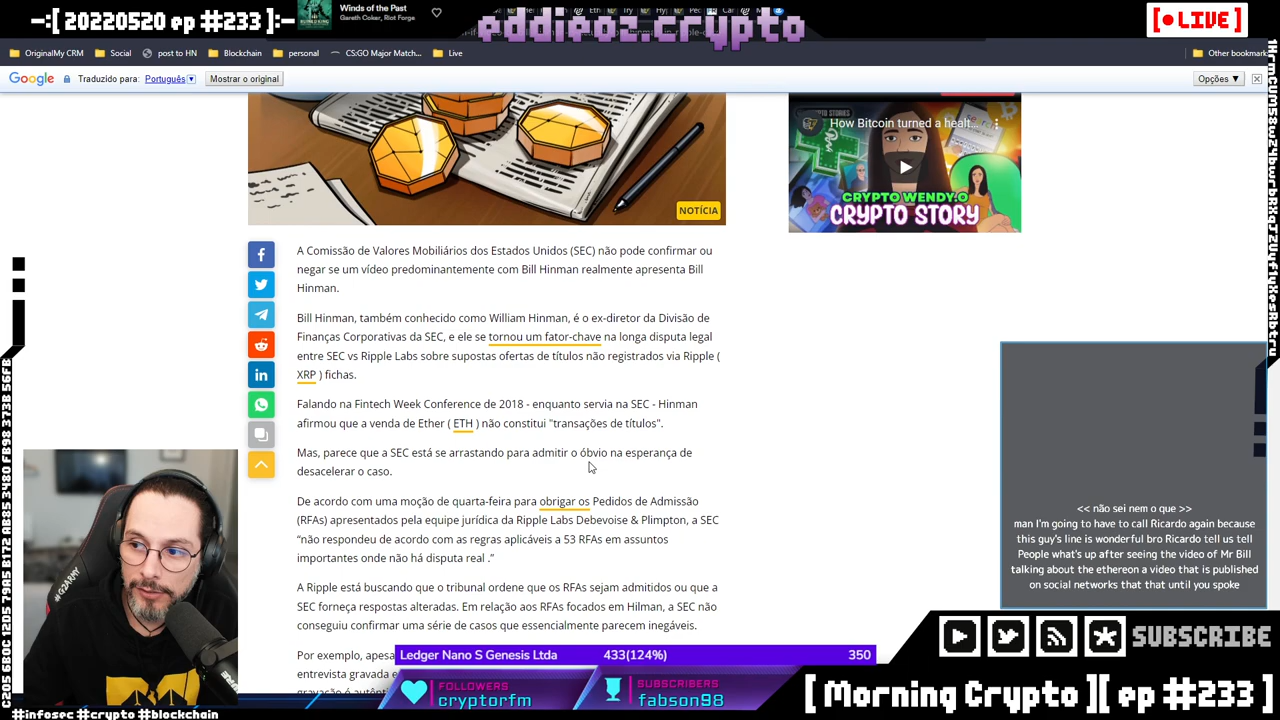 -:[ 20220520 ep #233 ]:-
Winds of the Past
Gareth Coker, Riot Forge
eddieoz.crypto
[ LIVE ]
OriginalMy CRM
Social
post to HN
Blockchain
personal
CS:GO Major Match...
Live
Other bookmark
Google
Traduzido para:
Português
Mostrar o original
Opções ▼
NOTÍCIA
How Bitcoin turned a healt...
CRYPTO WENDY.O
CRYPTO STORY
A Comissão de Valores Mobiliários dos Estados Unidos (SEC) não pode confirmar ou
negar se um vídeo predominantemente com Bill Hinman realmente apresenta Bill
Hinman.
Bill Hinman, também conhecido como William Hinman, é o ex-diretor da Divisão de
Finanças Corporativas da SEC, e ele se tornou um fator-chave na longa disputa legal
entre SEC vs Ripple Labs sobre supostas ofertas de títulos não registrados via Ripple (
XRP ) fichas.
Falando na Fintech Week Conference de 2018 - enquanto servia na SEC - Hinman
afirmou que a venda de Ether ( ETH ) não constitui "transações de títulos".
Mas, parece que a SEC está se arrastando para admitir o óbvio na esperança de
desacelerar o caso.
De acordo com uma moção de quarta-feira para obrigar os Pedidos de Admissão
(RFAs) apresentados pela equipe jurídica da Ripple Labs Debevoise & Plimpton, a SEC
“não respondeu de acordo com as regras aplicáveis a 53 RFAs em assuntos
importantes onde não há disputa real .”
A Ripple está buscando que o tribunal ordene que os RFAs sejam admitidos ou que a
SEC forneça respostas alteradas. Em relação aos RFAs focados em Hilman, a SEC não
conseguiu confirmar uma série de casos que essencialmente parecem inegáveis.
Por exemplo, apesa
entrevista gravada e
<< não sei nem o que >>
man I'm going to have to call Ricardo again because
this guy's line is wonderful bro Ricardo tell us tell
People what's up after seeing the video of Mr Bill
talking about the ethereon a video that is published
on social networks that that until you spoke
#G2ARMY
Ledger Nano S Genesis Ltda
433(124%)
350
FOLLOWERS
cryptorfm
SUBSCRIBERS
fabson98
SUBSCRIBE
[ Morning Crypto ][ ep #233 ]
#infosec #crypto #blockchain